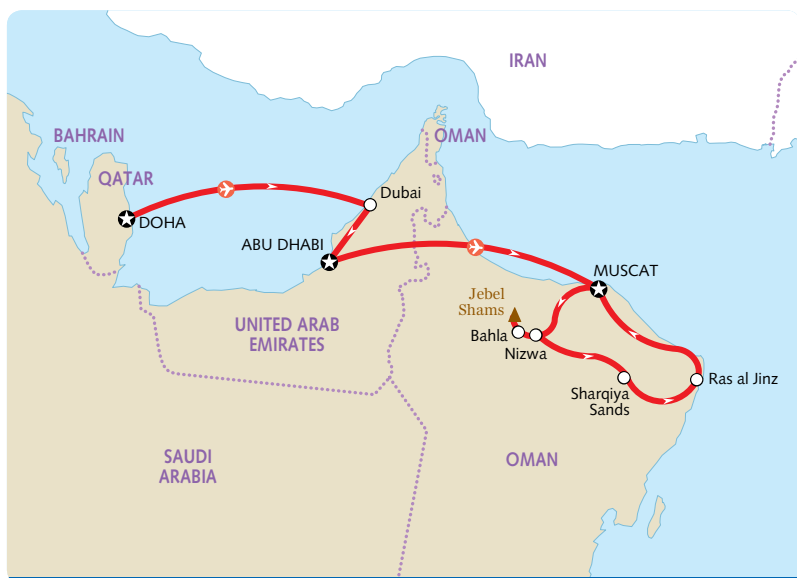 IRAN
BAHRAIN
OMAN
QATAR
Dubai
DOHA
ABU DHABI
MUSCAT
Jebel
Shams
UNITED ARAB
EMIRATES
Bahla
Nizwa
Ras al Jinz
Sharqiya
Sands
SAUDI
ARABIA
OMAN